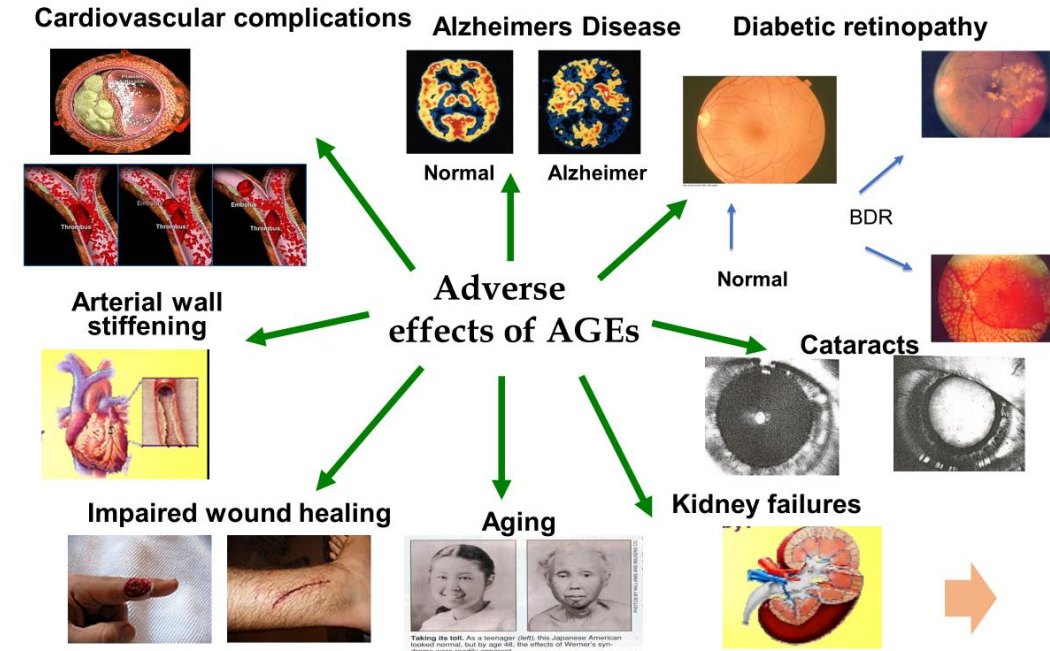 Cardiovascular complications
Alzheimers Disease
Diabetic retinopathy
Platelet
Normal
Alzheimer
Thrombus
Embolus
Thrombus
Embolus
Thrombus
BDR
Normal
Adverse
effects of AGEs
Arterial wall
stiffening
Cataracts
Impaired wound healing
Aging
Kidney failures
Taking its toll. As a teenager (left), this Japanese American
looked normal, but by age 48, the effects of Werner's syn-